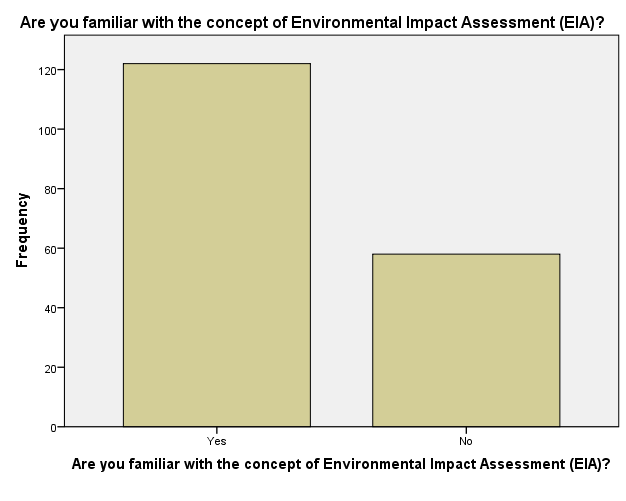 Are you familiar with the concept of Environmental Impact Assessment (EIA)?
Frequency
120
100
80
60
40
20
0
Yes
No
Are you familiar with the concept of Environmental Impact Assessment (EIA)?